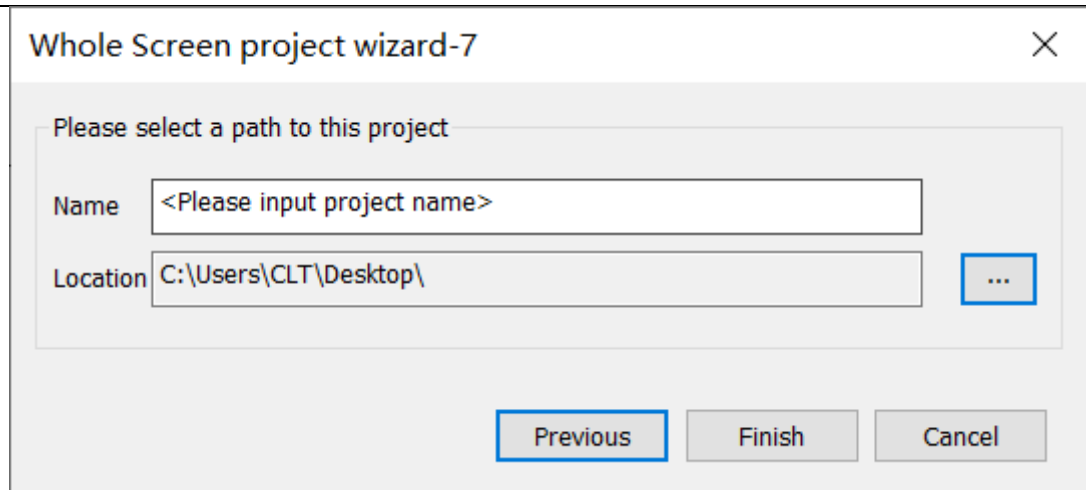 Whole Screen project wizard-7
Please select a path to this project
Name <Please input project name>
Location C:\Users\CLT\Desktop\ ...
Previous Finish Cancel